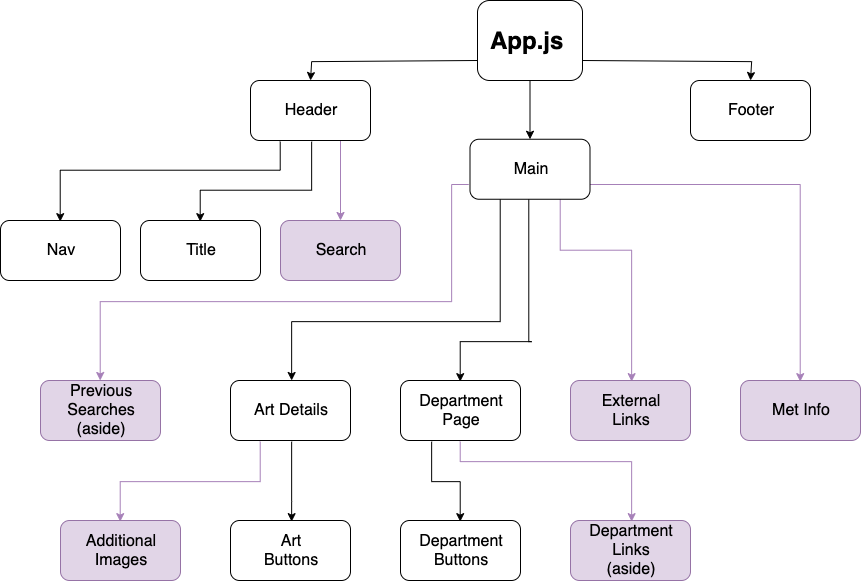 App.js
Header
Footer
Main
Nav
Title
Search
Previous
Searches
(aside)
Art Details
Department
Page
External
Links
Met Info
Additional
Images
Art
Buttons
Department
Buttons
Department
Links
(aside)